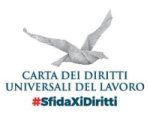 CARTA DEI DIRITTI
UNIVERSALI DEL LAVORO
#SfidaXiDiritti